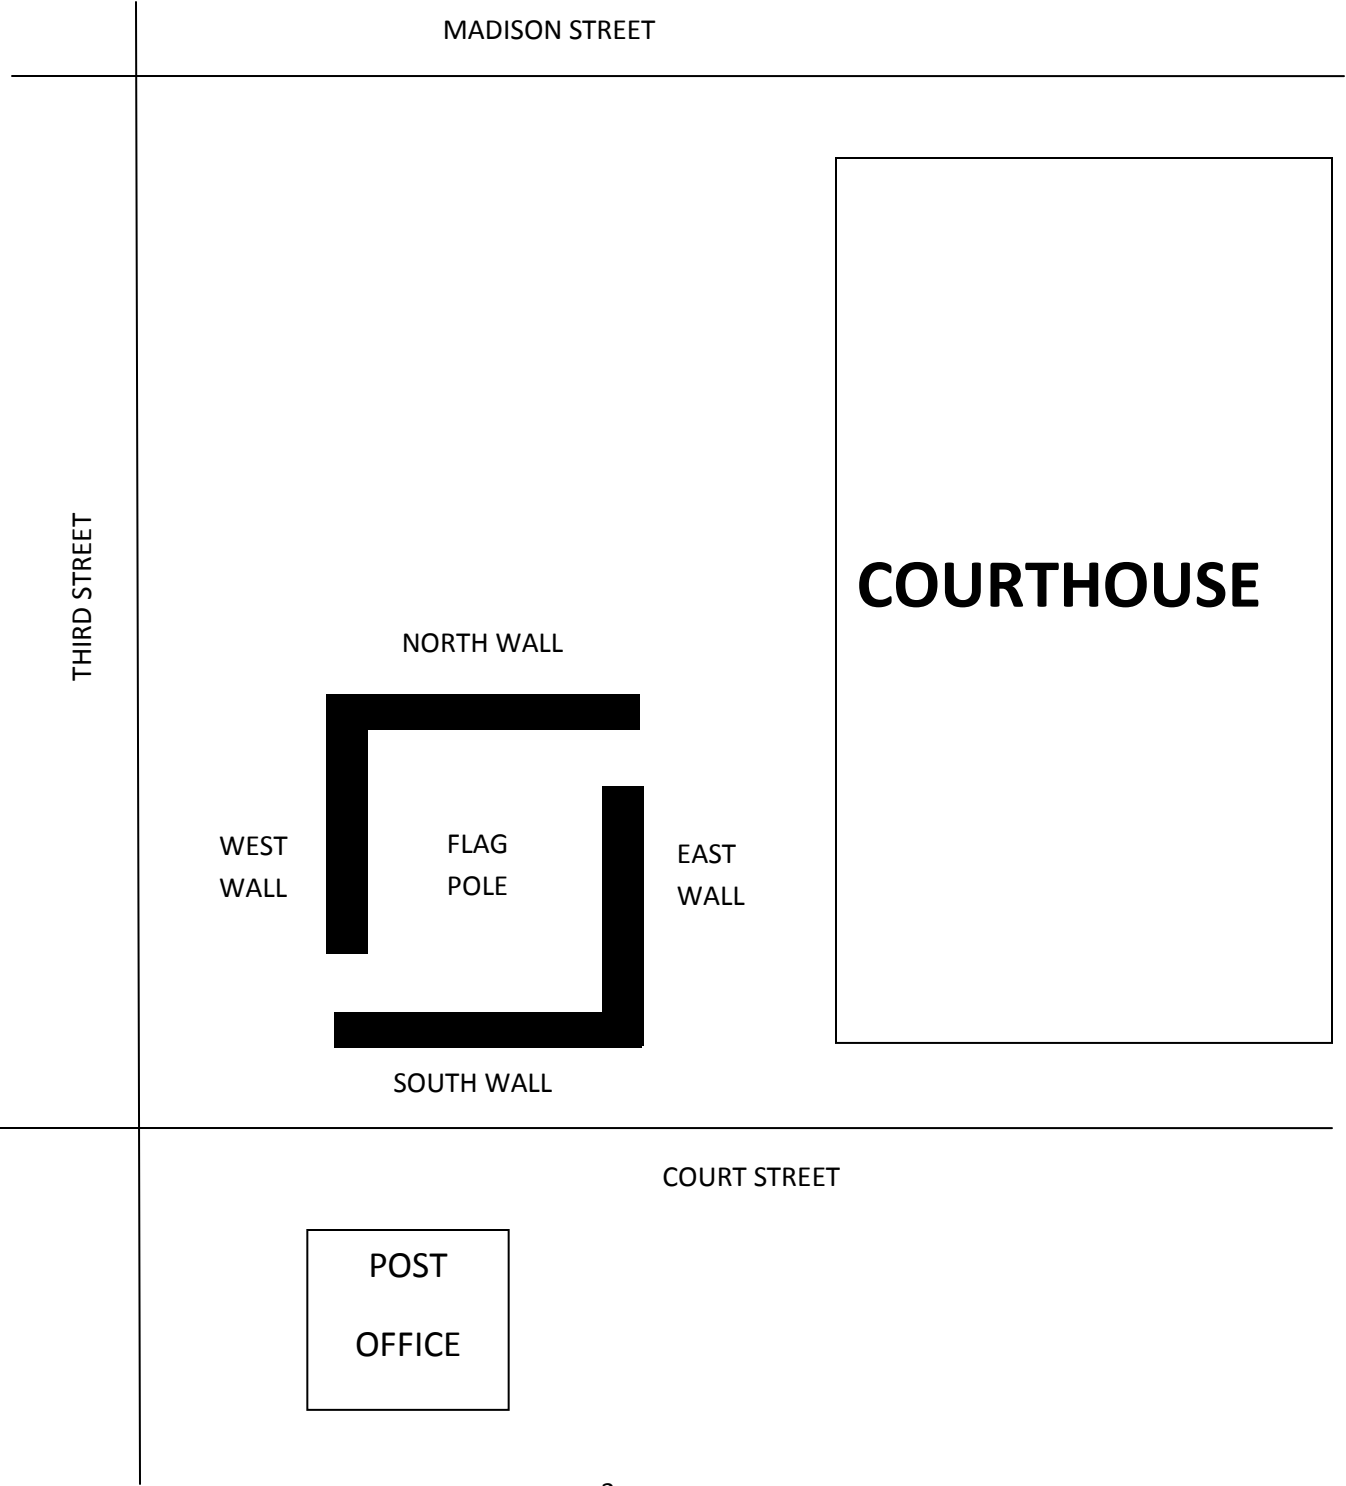 MADISON STREET
THIRD STREET
COURTHOUSE
NORTH WALL
WEST
WALL
FLAG
POLE
EAST
WALL
SOUTH WALL
COURT STREET
POST
OFFICE